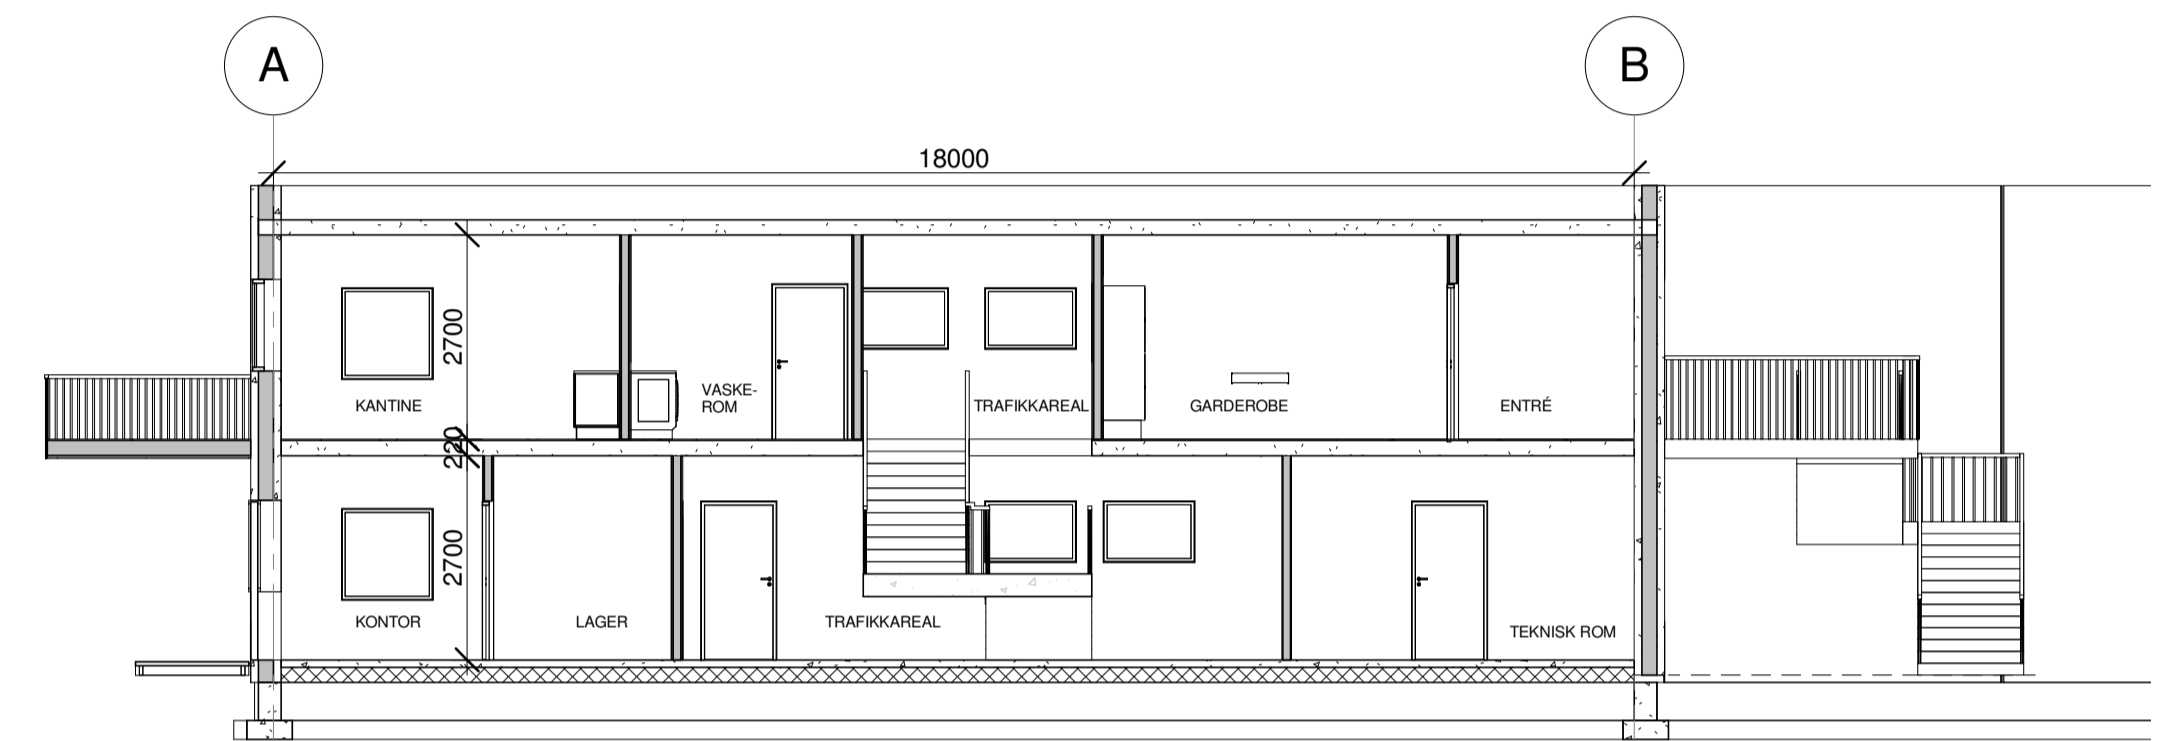 A
B
18000
2700
KANTINE
VASKE-
ROM
TRAFIKKAREAL
GARDEROBE
ENTRÉ
220
2700
KONTOR
LAGER
TRAFIKKAREAL
TEKNISK ROM